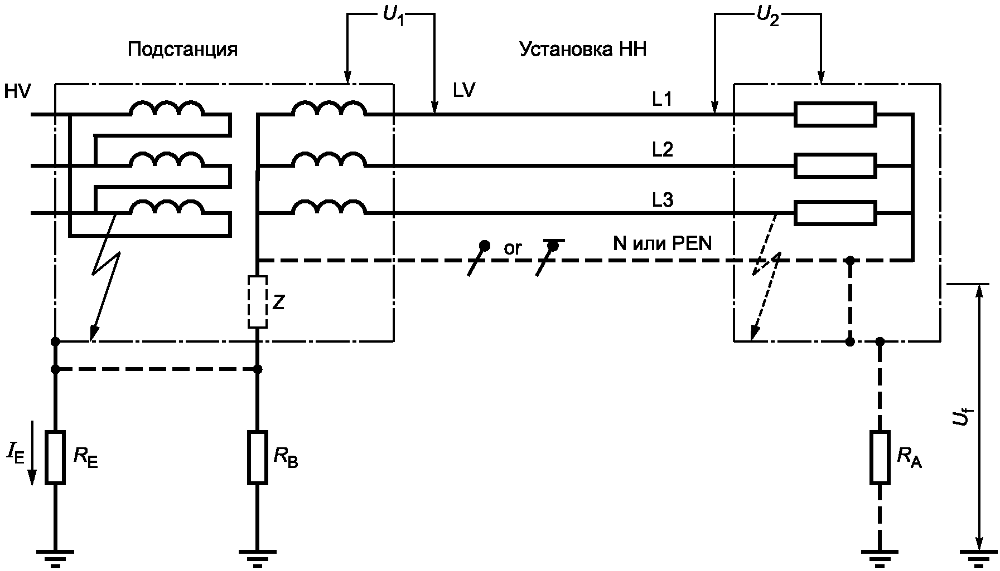 U1
U2
Подстанция
Установка НН
HV
LV
L1
L2
L3
or
N или PEN
Z
Uf
IE
RE
RB
RA